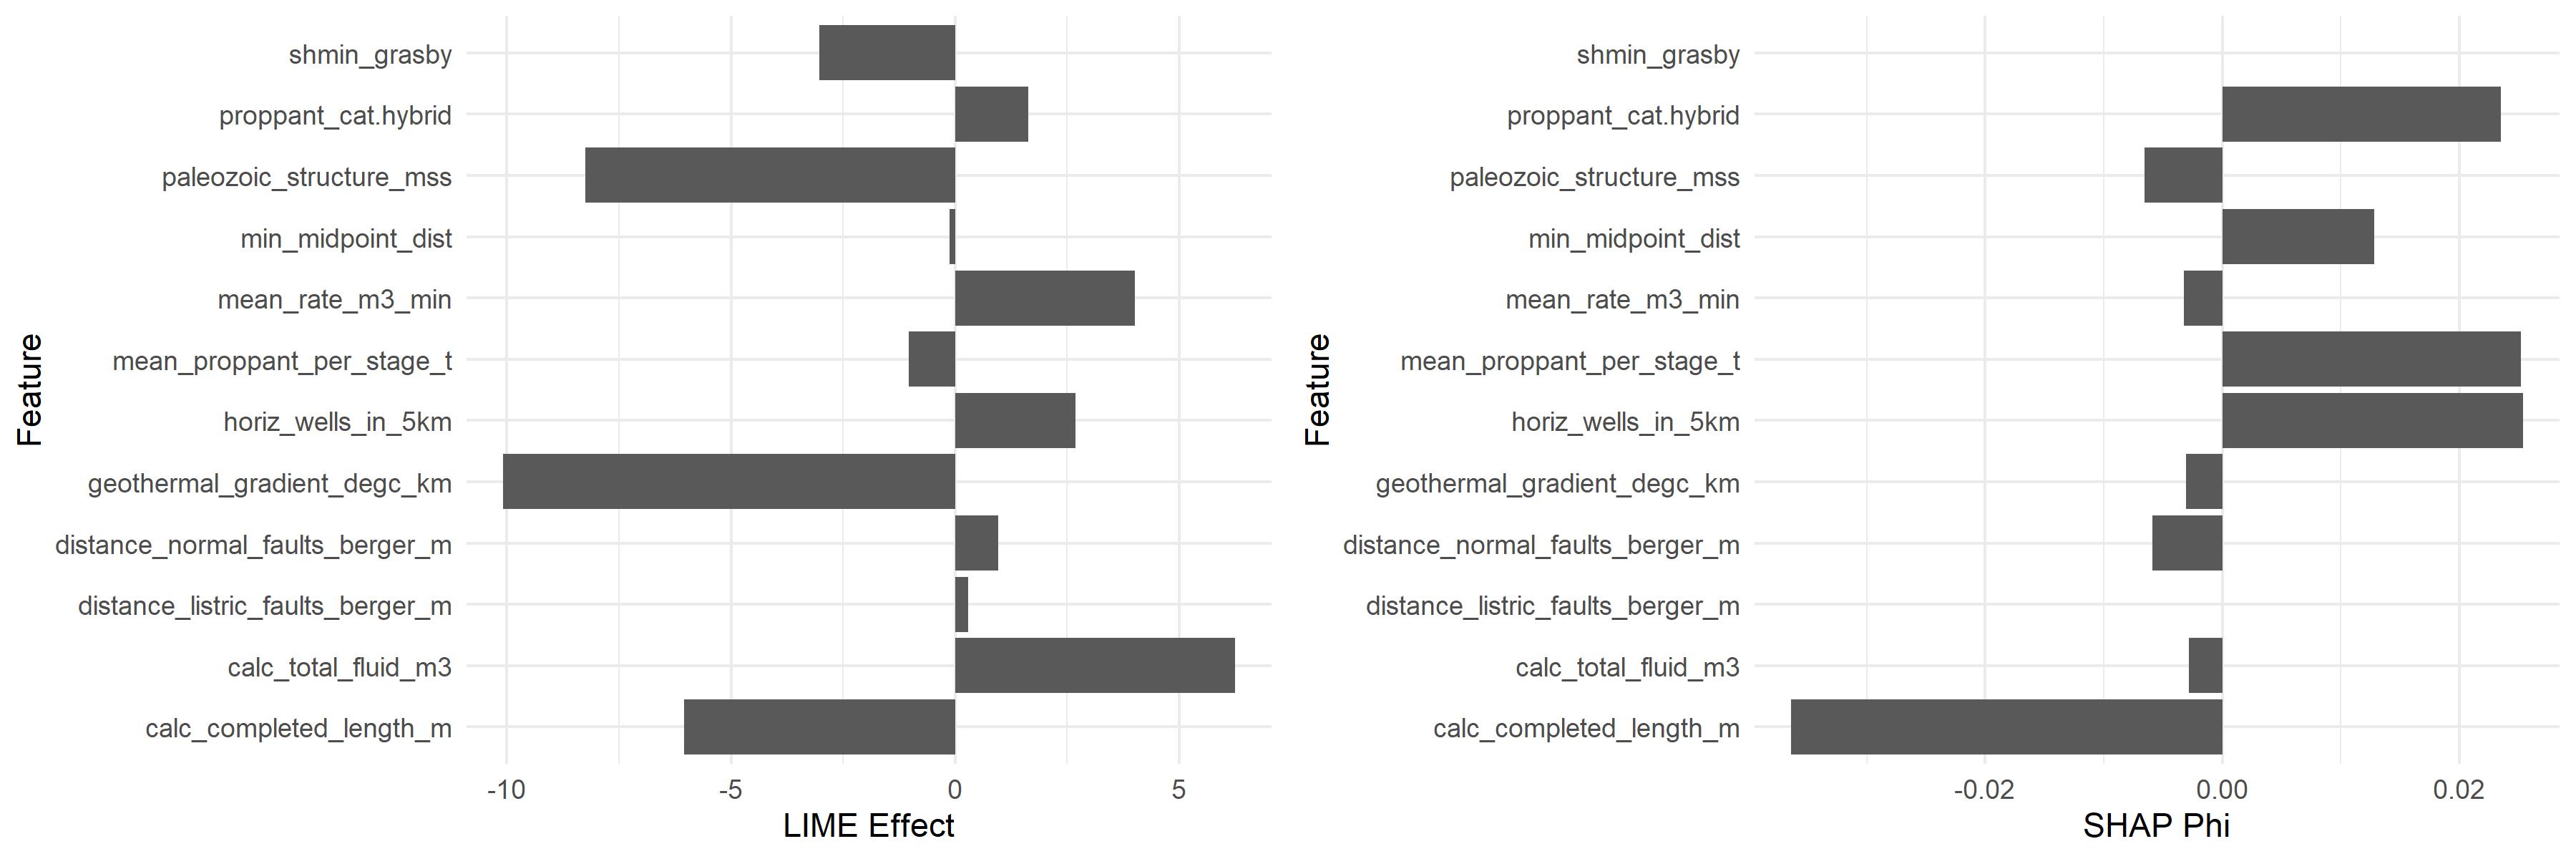 Feature
shmin_grasby
proppant_cat.hybrid
paleozoic_structure_mss
min_midpoint_dist
mean_rate_m3_min
mean_proppant_per_stage_t
horiz_wells_in_5km
geothermal_gradient_degc_km
distance_normal_faults_berger_m
distance_listric_faults_berger_m
calc_total_fluid_m3
calc_completed_length_m
-10 -5 0 5
LIME Effect
Feature
shmin_grasby
proppant_cat.hybrid
paleozoic_structure_mss
min_midpoint_dist
mean_rate_m3_min
mean_proppant_per_stage_t
horiz_wells_in_5km
geothermal_gradient_degc_km
distance_normal_faults_berger_m
distance_listric_faults_berger_m
calc_total_fluid_m3
calc_completed_length_m
-0.02 0.00 0.02
SHAP Phi